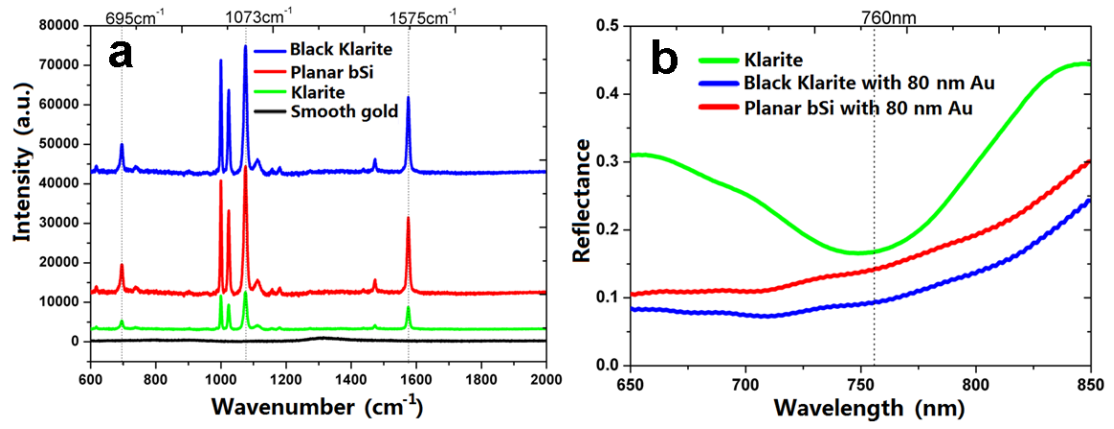 695cm-1 1073cm-1 1575cm-1
a
Black Klarite
Planar bSi
Klarite
Smooth gold
80000
70000
60000
50000
40000
30000
20000
10000
0
Intensity (a.u.)
600 800 1000 1200 1400 1600 1800 2000
Wavenumber (cm-1)
760nm
b
Klarite
Black Klarite with 80 nm Au
Planar bSi with 80 nm Au
0.5
0.4
0.3
0.2
0.1
0.0
Reflectance
650 700 750 800 850
Wavelength (nm)